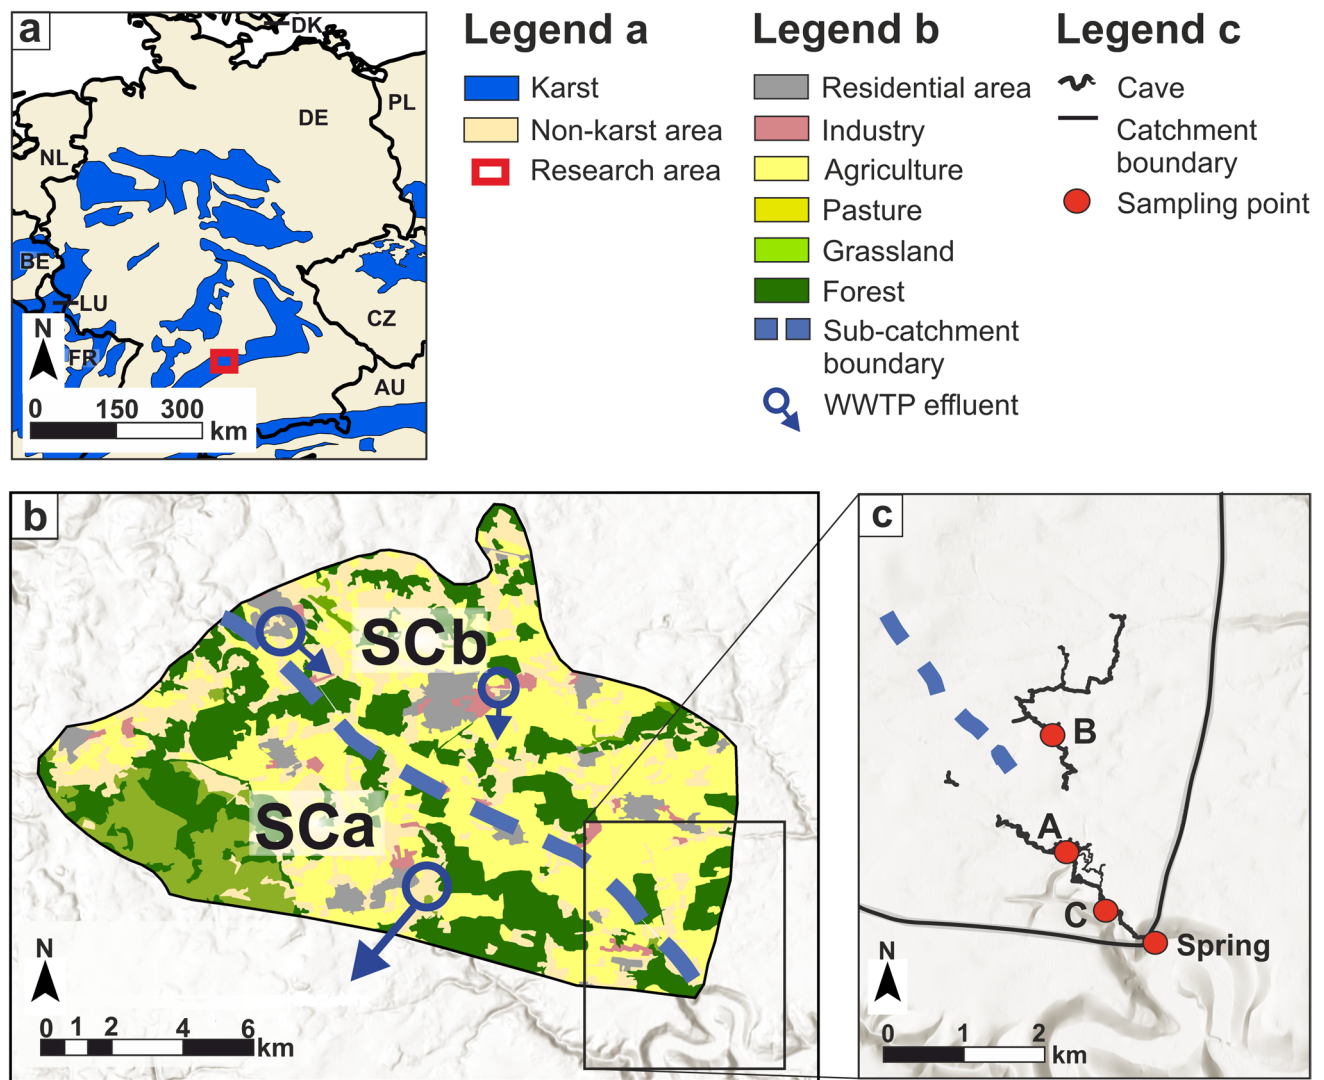 a
DK
PL
DE
NL
BE
LU
CZ
N
FR
AU
0 150 300
km
Legend a
Karst
Non-karst area
Research area
Legend b
Residential area
Industry
Agriculture
Pasture
Grassland
Forest
Sub-catchment
boundary
WWTP effluent
Legend c
Cave
Catchment
boundary
Sampling point
b
SCb
SCa
N
0 1 2 4 6
km
c
B
A
C
Spring
N
0 1 2
km